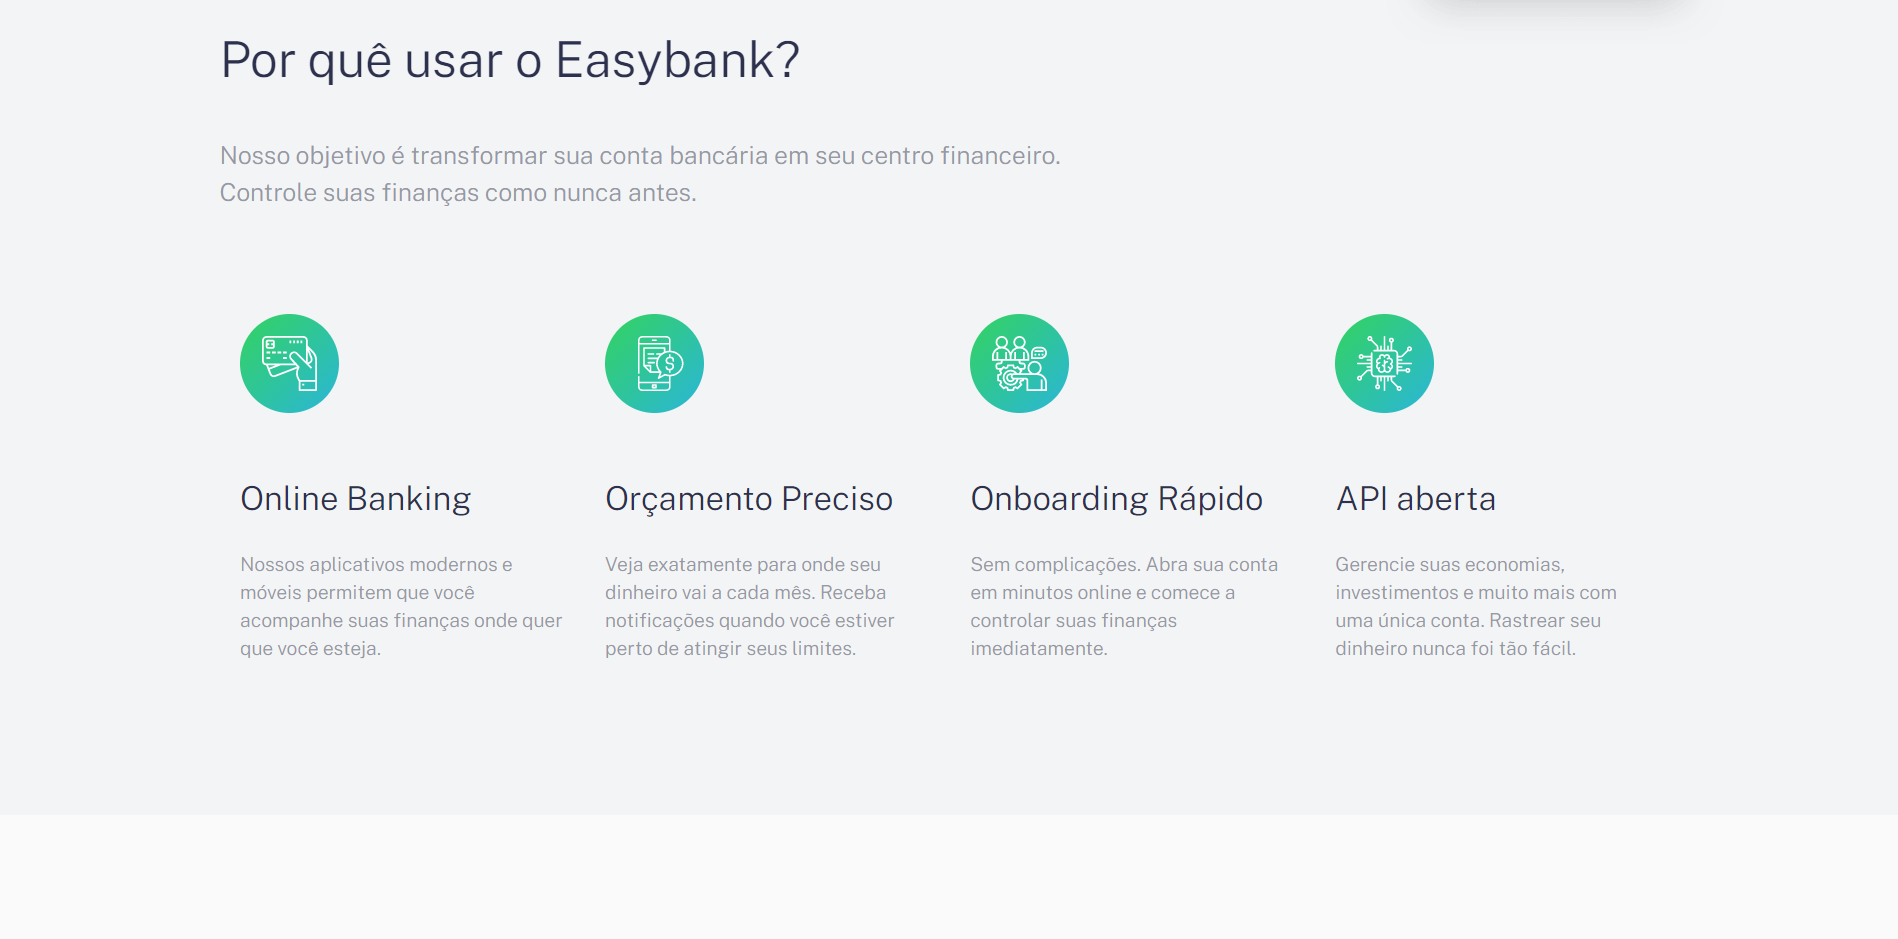 Por quê usar o Easybank?
Nosso objetivo é transformar sua conta bancária em seu centro financeiro.
Controle suas finanças como nunca antes.
Online Banking
Nossos aplicativos modernos e
móveis permitem que você
acompanhe suas finanças onde quer
que você esteja.
Orçamento Preciso
Veja exatamente para onde seu
dinheiro vai a cada mês. Receba
notificações quando você estiver
perto de atingir seus limites.
Onboarding Rápido
Sem complicações. Abra sua conta
em minutos online e comece a
controlar suas finanças
imediatamente.
API aberta
Gerencie suas economias,
investimentos e muito mais com
uma única conta. Rastrear seu
dinheiro nunca foi tão fácil.